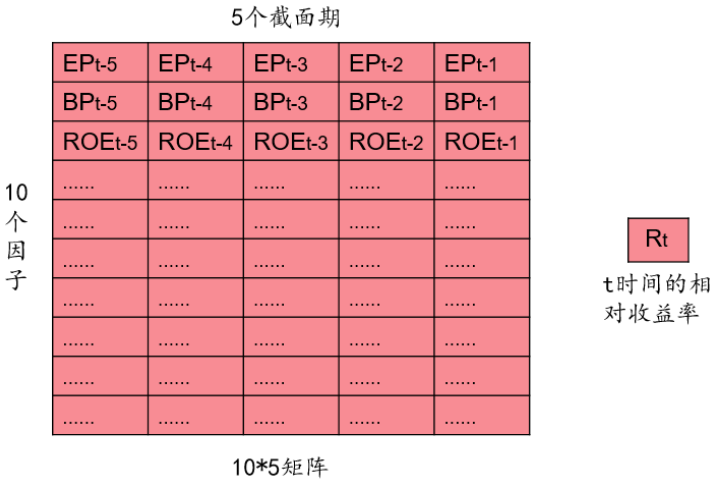 5个截面期
EPt-5 EPt-4 EPt-3 EPt-2 EPt-1
BPt-5 BPt-4 BPt-3 BPt-2 BPt-1
ROEt-5 ROEt-4 ROEt-3 ROEt-2 ROEt-1
...... ...... ...... ...... ......
...... ...... ...... ...... ......
...... ...... ...... ...... ......
...... ...... ...... ...... ......
...... ...... ...... ...... ......
...... ...... ...... ...... ......
...... ...... ...... ...... ......
10
个
因
子
10*5矩阵
Rt
t时间的相
对收益率